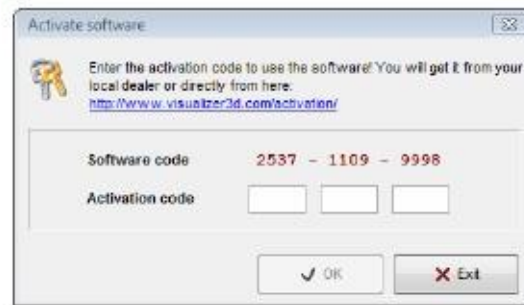 Activate software
Enter the activation code to use the software! You will get it from your
local dealer or directly from here:
http://www.visualizer3d.com/activation/
Software code 2537 - 1109 - 9998
Activation code
OK Exit